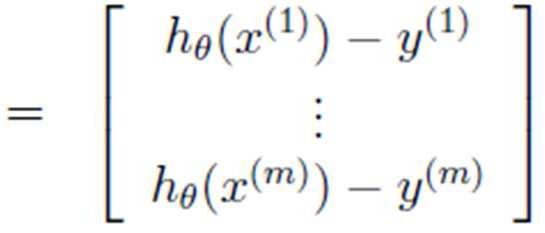 h_θ(x^(1)) − y^(1)
= ⋮
h_θ(x^(m)) − y^(m)